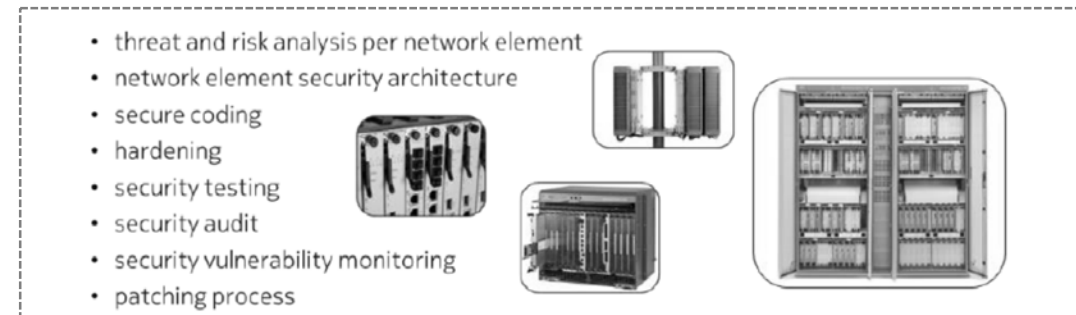 • threat and risk analysis per network element
• network element security architecture
• secure coding
• hardening
• security testing
• security audit
• security vulnerability monitoring
• patching process